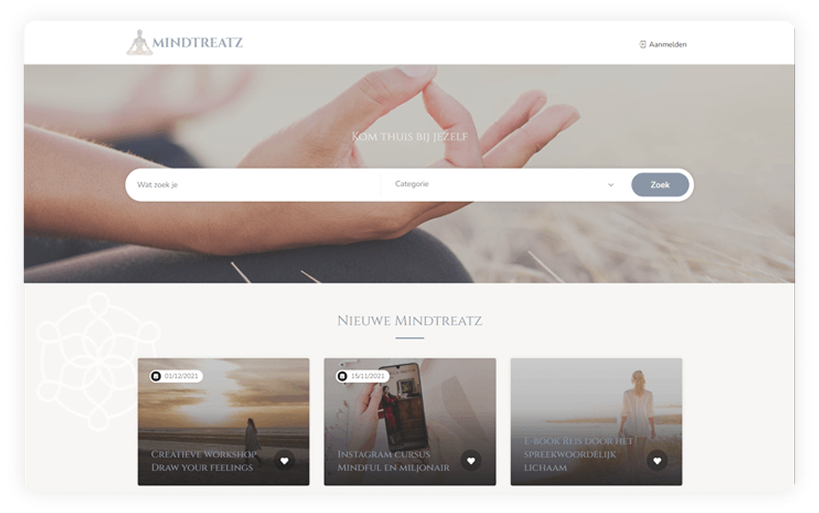 MINDTREATZ
Aanmelden
Kom thuis bij jezelf
Wat zoek je
Categorie
Zoek
Nieuwe Mindtreatz
01/12/2021
15/11/2021
Creatieve workshop
Draw your feelings
Instagram cursus
Mindful en miljonair
E-book Reis door het
spreekwoordelijk
lichaam